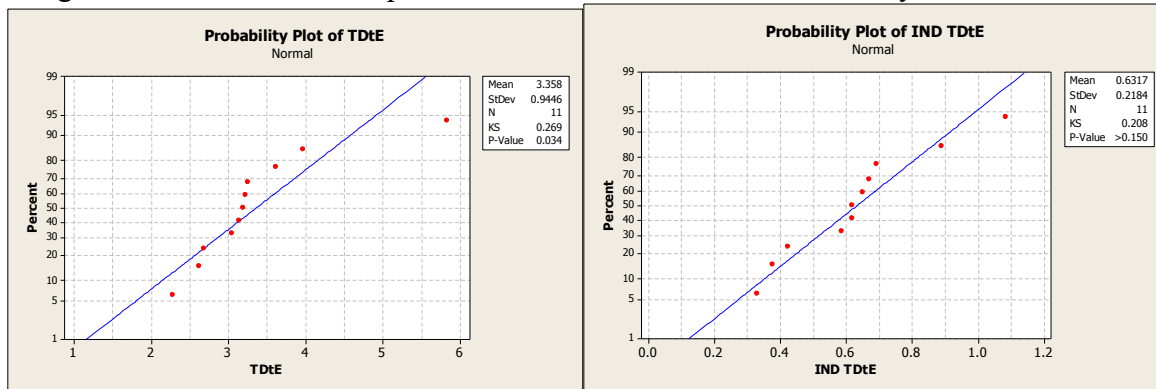 Probability Plot of TDtE
Normal
Mean 3.358
StDev 0.9446
N 11
KS 0.269
P-Value 0.034
99
95
90
80
70
60
50
40
30
20
10
5
1
Percent
1 2 3 4 5 6
TDtE
Probability Plot of IND TDtE
Normal
Mean 0.6317
StDev 0.2184
N 11
KS 0.208
P-Value >0.150
99
95
90
80
70
60
50
40
30
20
10
5
1
Percent
0.0 0.2 0.4 0.6 0.8 1.0 1.2
IND TDtE